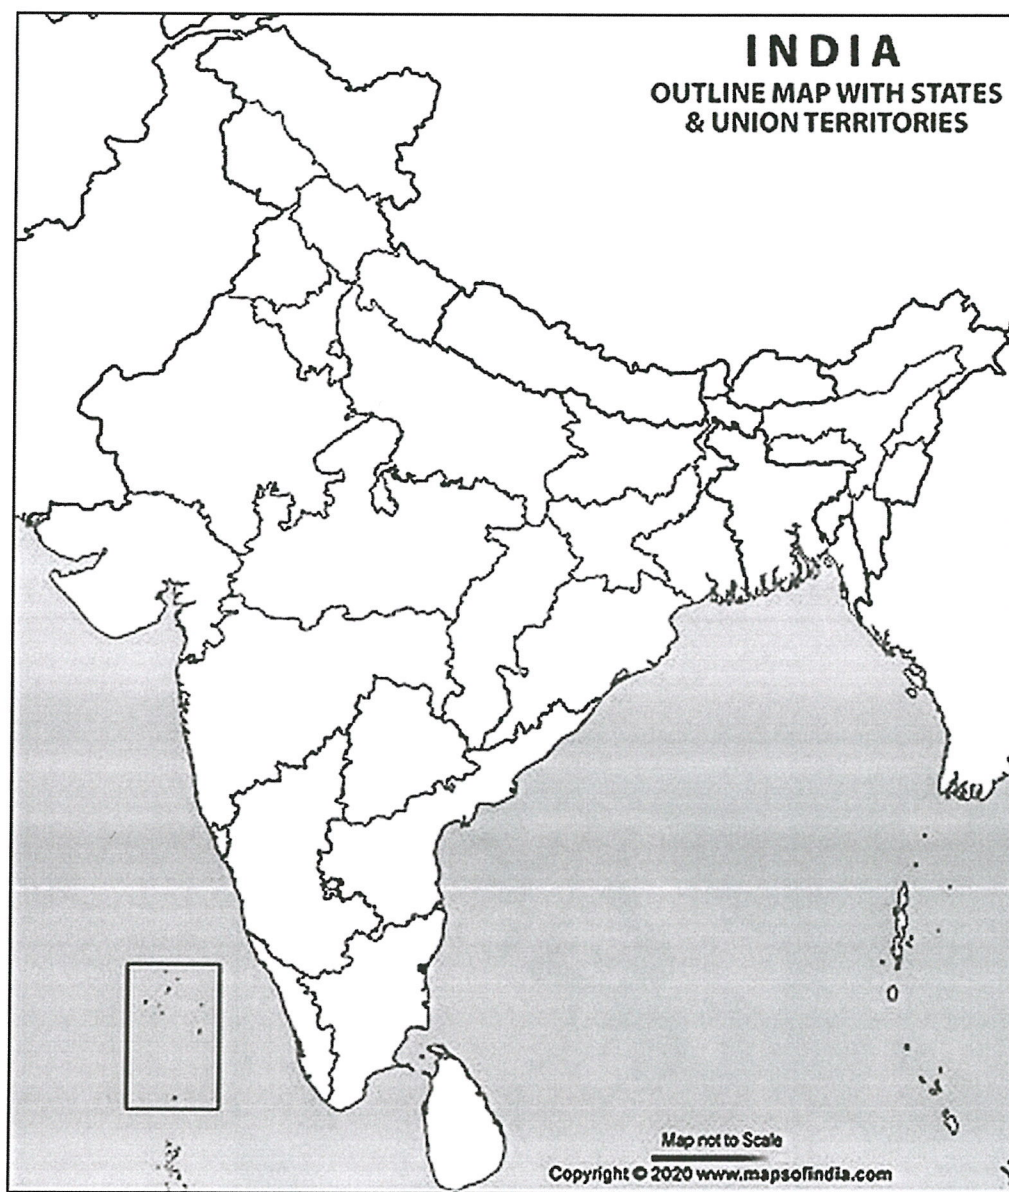 INDIA
OUTLINE MAP WITH STATES
& UNION TERRITORIES
Map not to Scale
Copyright © 2020 www.mapsofindia.com